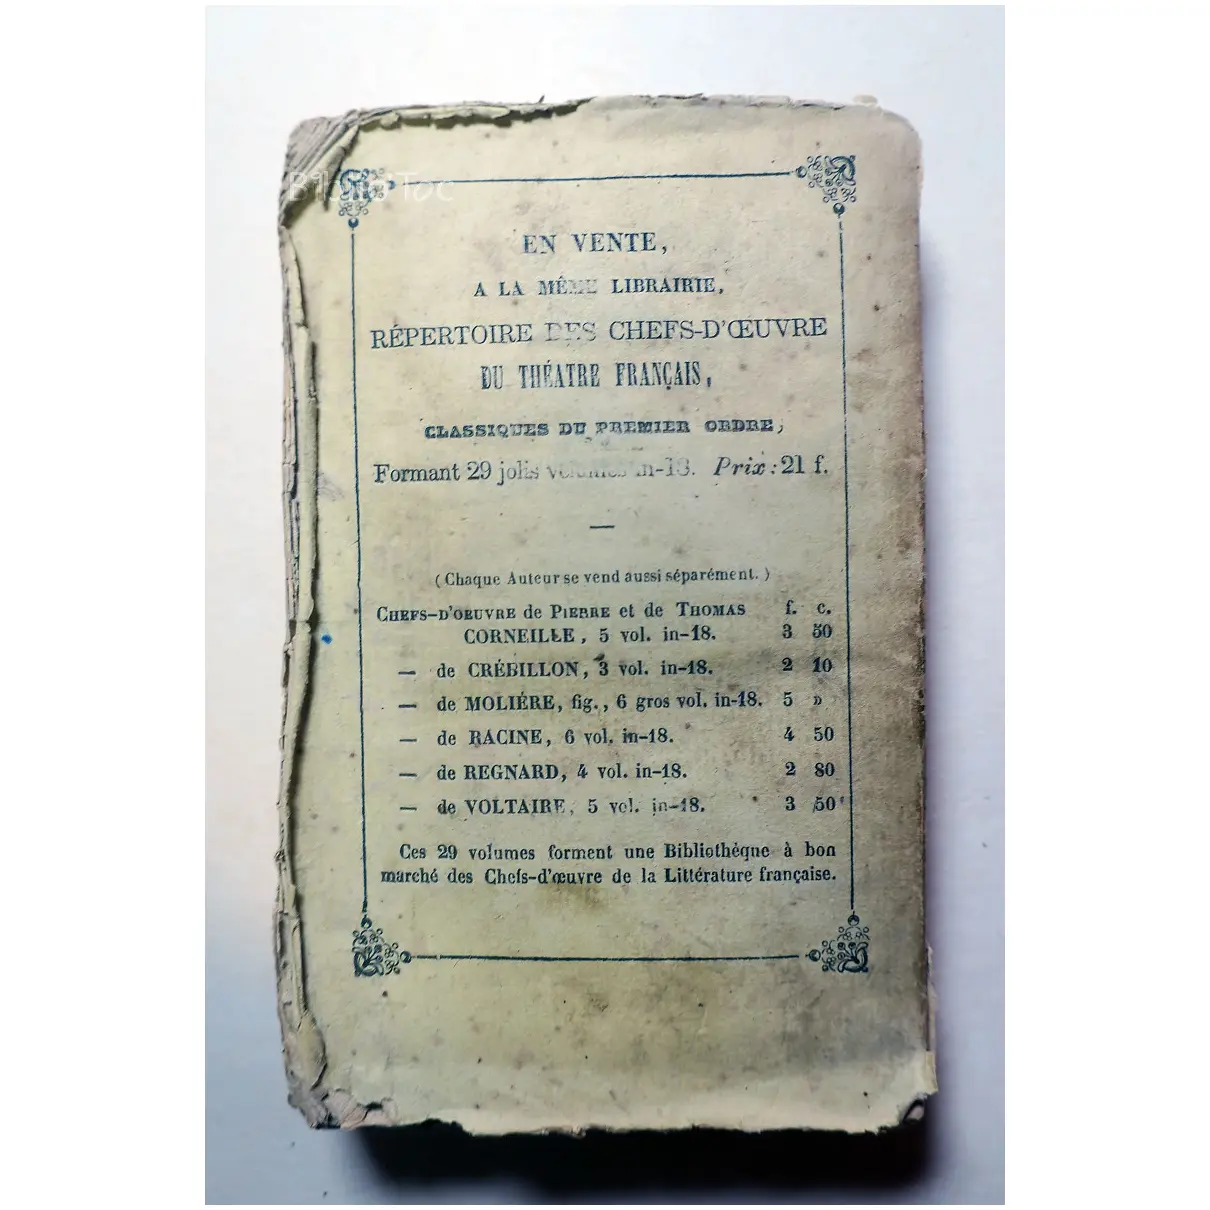 EN VENTE,
A LA MÊME LIBRAIRIE,
RÉPERTOIRE DES CHEFS-D'ŒUVRE
DU THÉATRE FRANÇAIS,
CLASSIQUES DU PREMIER ORDRE,
Formant 29 jolis volumes in-18. Prix : 21 f.
—
(Chaque Auteur se vend aussi séparément.)
CHEFS-D'OEUVRE de PIERRE et de THOMAS f. c.
CORNEILLE, 5 vol. in-18. 3 50
— de CRÉBILLON, 3 vol. in-18. 2 10
— de MOLIÉRE, fig., 6 gros vol. in-18. 5 »
— de RACINE, 6 vol. in-18. 4 50
— de REGNARD, 4 vol. in-18. 2 80
— de VOLTAIRE, 5 vol. in-18. 3 50
Ces 29 volumes forment une Bibliothéque à bon
marché des Chefs-d'œuvre de la Littérature française.